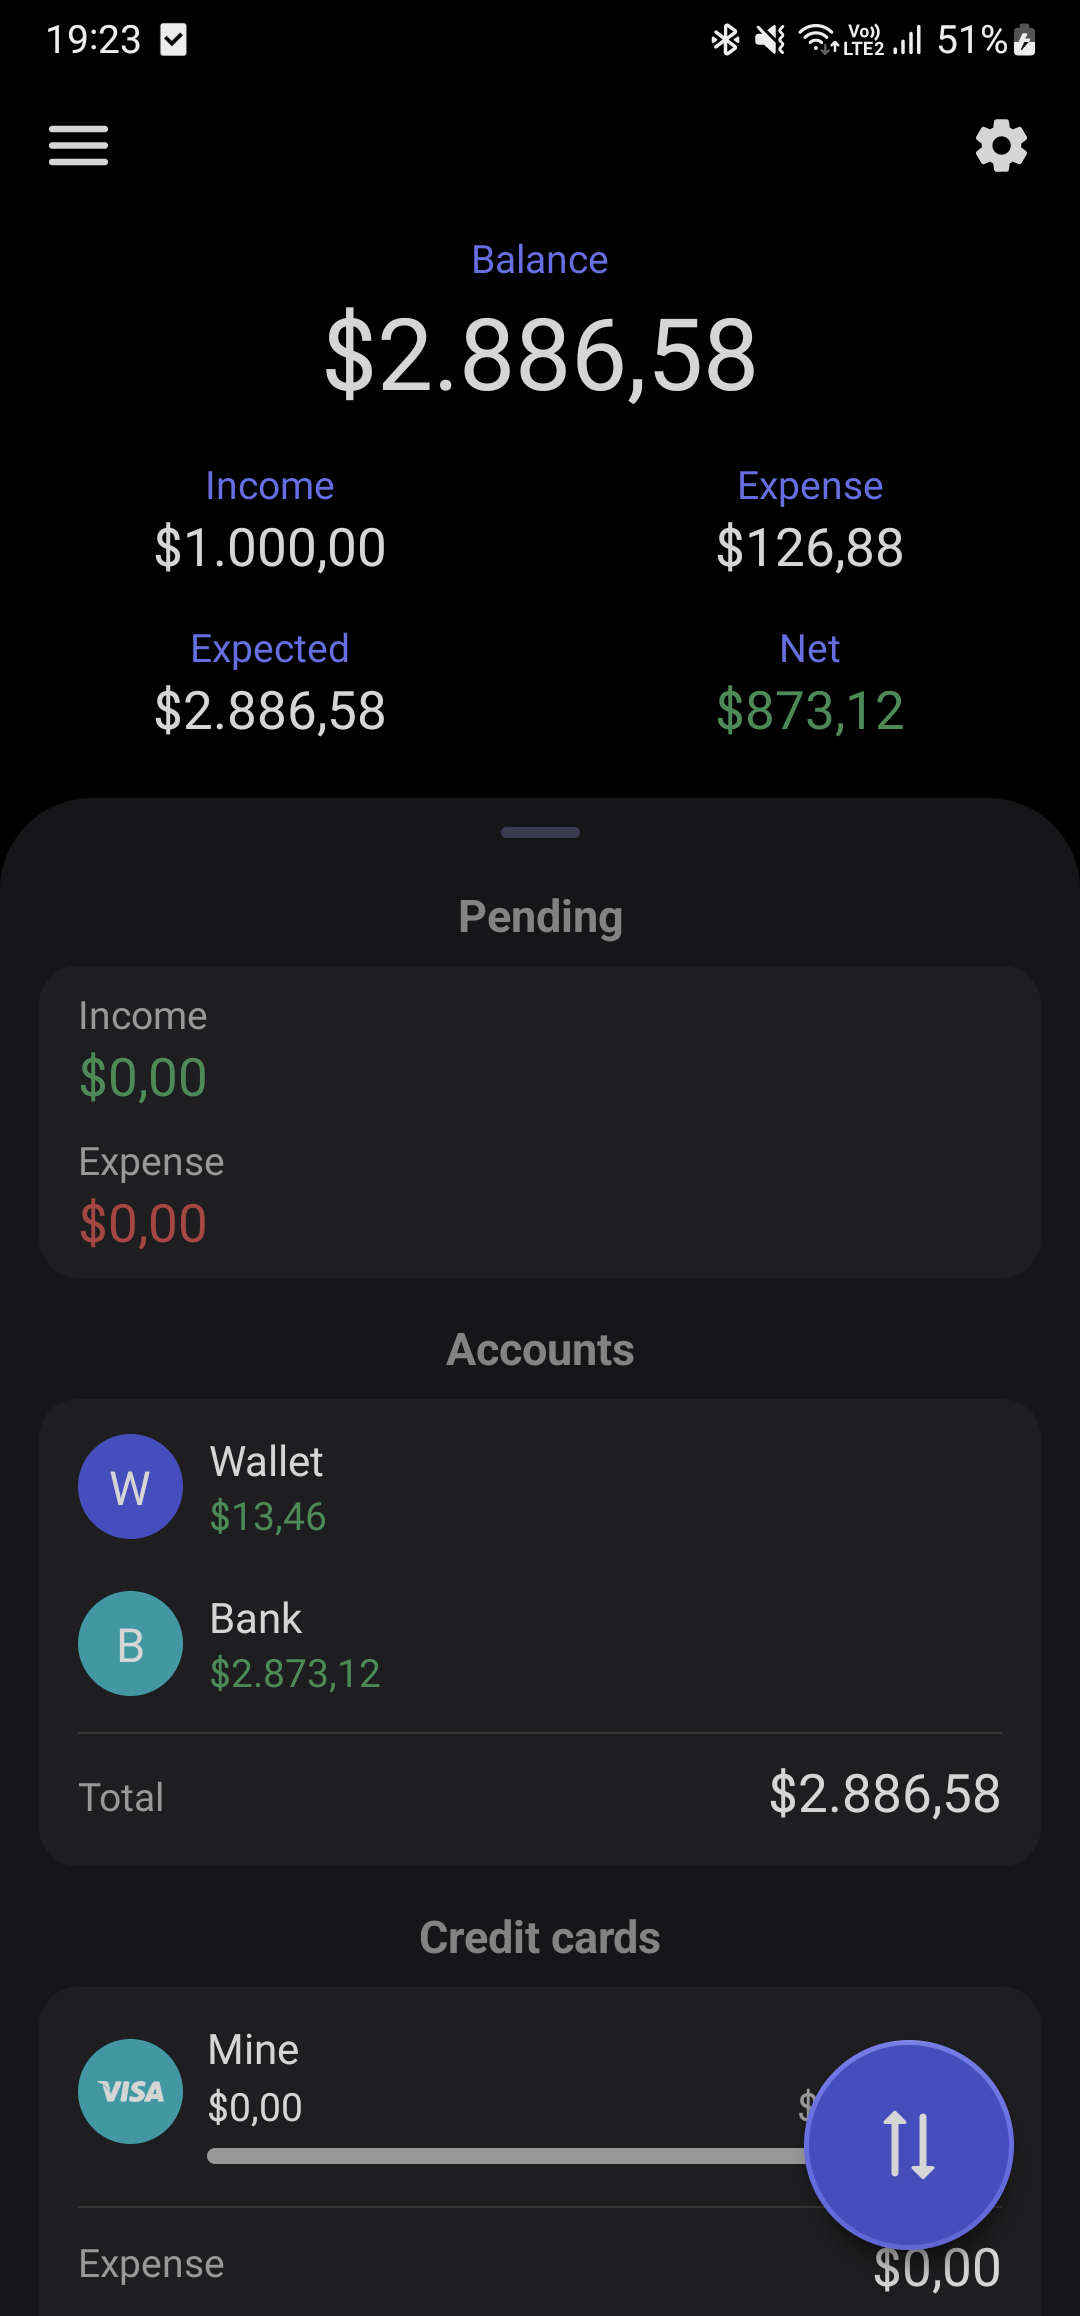 19:23
Vo))
LTE2
51%
Balance
$2.886,58
Income
Expense
$1.000,00
$126,88
Expected
Net
$2.886,58
$873,12
Pending
Income
$0,00
Expense
$0,00
Accounts
W
Wallet
$13,46
B
Bank
$2.873,12
Total
$2.886,58
Credit cards
VISA
Mine
$0,00
$
Expense
$0,00